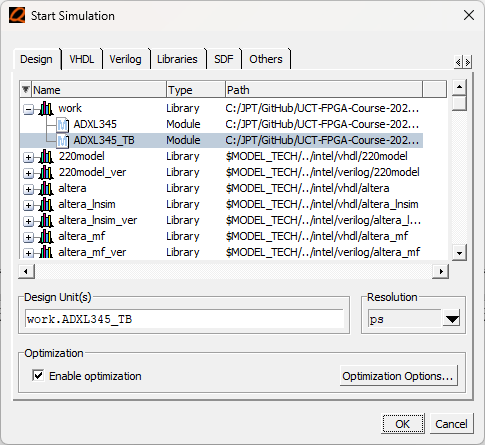 Start Simulation
Design VHDL Verilog Libraries SDF Others
Name Type Path
work Library C:/JPT/GitHub/UCT-FPGA-Course-202...
ADXL345 Module C:/JPT/GitHub/UCT-FPGA-Course-202...
ADXL345_TB Module C:/JPT/GitHub/UCT-FPGA-Course-202...
220model Library $MODEL_TECH/../intel/vhdl/220model
220model_ver Library $MODEL_TECH/../intel/verilog/220model
altera Library $MODEL_TECH/../intel/vhdl/altera
altera_lnsim Library $MODEL_TECH/../intel/vhdl/altera_lnsim
altera_lnsim_ver Library $MODEL_TECH/../intel/verilog/altera_l...
altera_mf Library $MODEL_TECH/../intel/vhdl/altera_mf
altera_mf_ver Library $MODEL_TECH/../intel/verilog/altera_mf
Design Unit(s) Resolution
work.ADXL345_TB ps
Optimization
Enable optimization Optimization Options...
OK Cancel